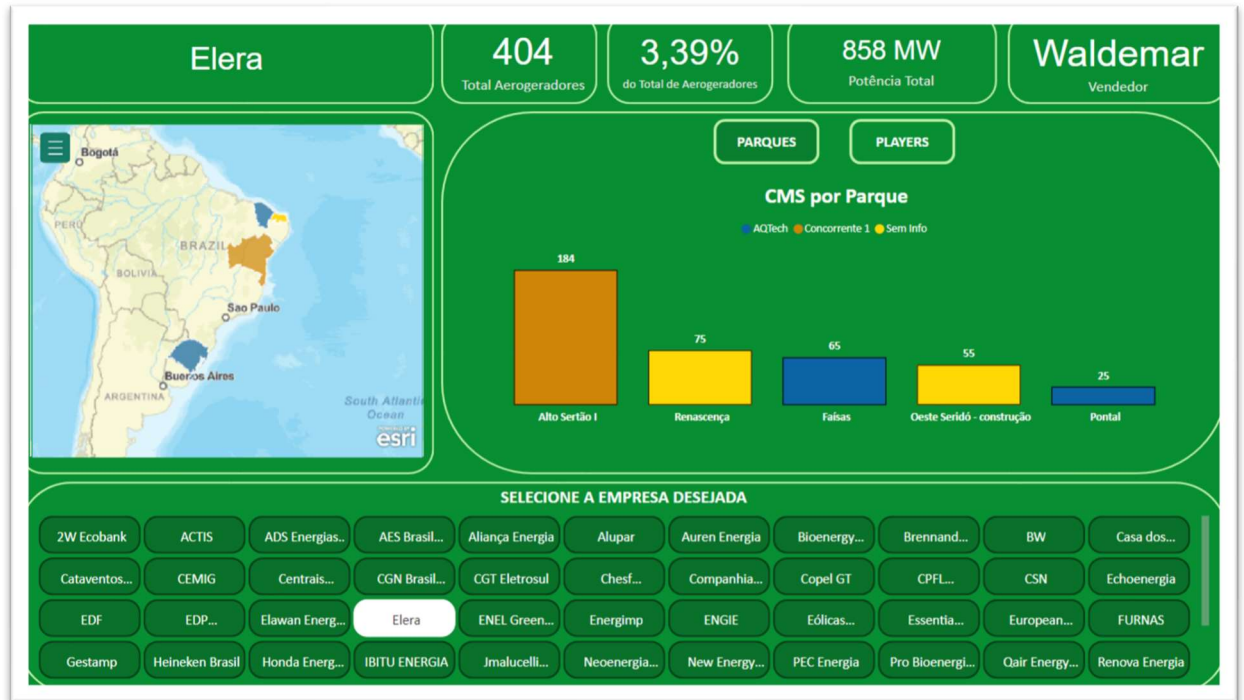 Elera
404
Total Aerogeradores
3,39%
do Total de Aerogeradores
858 MW
Potência Total
Waldemar
Vendedor
Bogotá
PERU
BRAZIL
BOLIVIA
Sao Paulo
Buenos Aires
ARGENTINA
South Atlantic
Ocean
POWERED BY
esri
PARQUES
PLAYERS
CMS por Parque
AQTech Concorrente 1 Sem Info
184
75
65
55
25
Alto Sertão I
Renascença
Faísas
Oeste Seridó - construção
Pontal
SELECIONE A EMPRESA DESEJADA
2W Ecobank ACTIS ADS Energias... AES Brasil... Aliança Energia Alupar Auren Energia Bioenergy... Brennand... BW Casa dos...
Cataventos... CEMIG Centrais... CGN Brasil... CGT Eletrosul Chesf... Companhia... Copel GT CPFL... CSN Echoenergia
EDF EDP... Elawan Energ... Elera ENEL Green... Energimp ENGIE Eólicas... Essentia... European... FURNAS
Gestamp Heineken Brasil Honda Energ... IBITU ENERGIA Jmalucelli... Neoenergia... New Energy... PEC Energia Pro Bioenergi... Qair Energy... Renova Energia